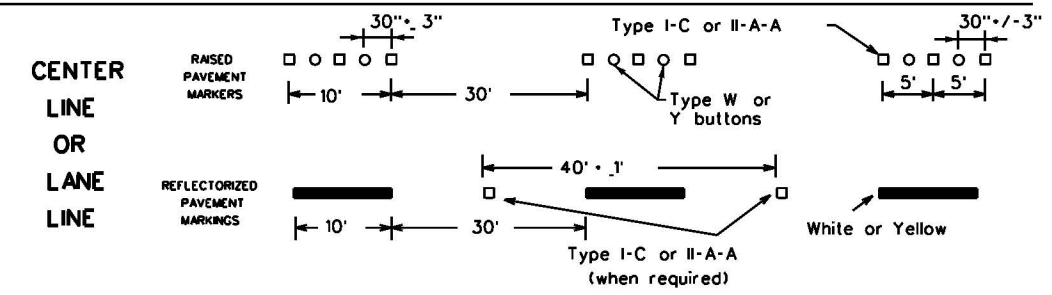 CENTER
LINE
OR
LANE
LINE
RAISED
PAVEMENT
MARKERS
30"+_ 3"
Type I-C or II-A-A
30"+/-3"
10'
30'
Type W or
Y buttons
5'
5'
REFLECTORIZED
PAVEMENT
MARKINGS
40' + _1'
10'
30'
Type I-C or II-A-A
(when required)
White or Yellow